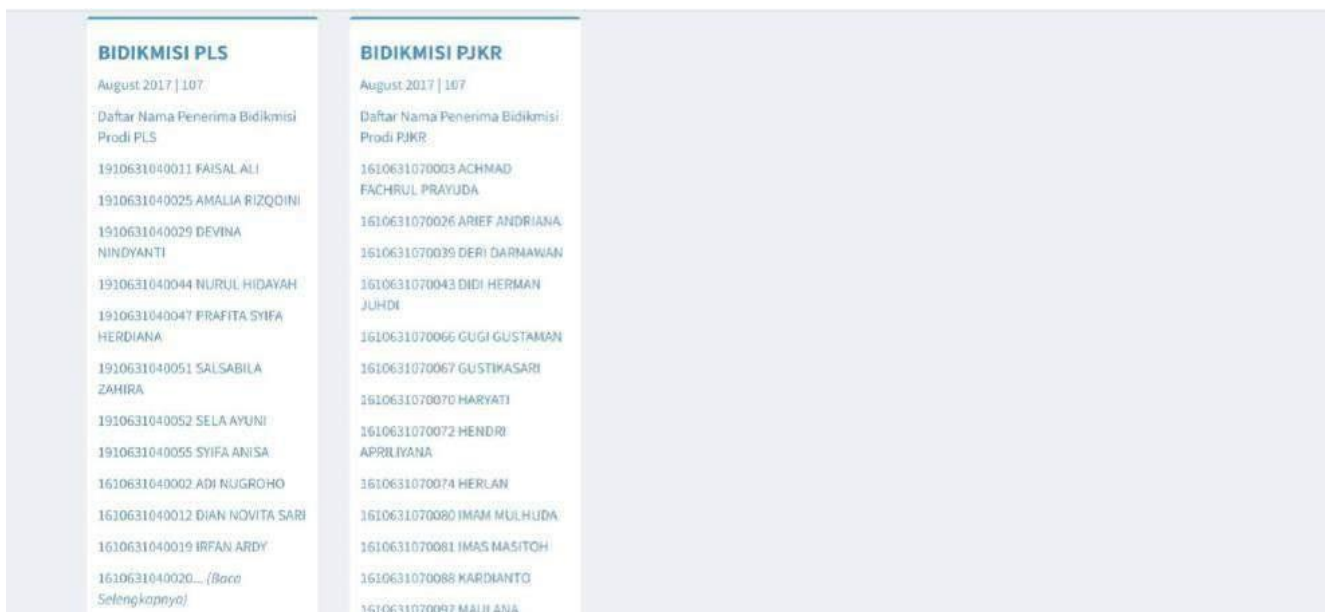 BIDIKMISI PLS
August 2017 | 107
Daftar Nama Penerima Bidikmisi
Prodi PLS
1910631040011 FAISAL ALI
1910631040025 AMALIA RIZQOINI
1910631040029 DEVINA
NINDYANTI
1910631040044 NURUL HIDAYAH
1910631040047 PRAFITA SYIFA
HERDIANA
1910631040051 SALSABILA
ZAHIRA
1910631040052 SELA AYUNI
1910631040055 SYIFA ANISA
1610631040002 ADI NUGROHO
1610631040012 DIAN NOVITA SARI
1610631040019 IRFAN ARDY
1610631040020... (Baca
Selengkapnya)
BIDIKMISI PJKR
August 2017 | 107
Daftar Nama Penerima Bidikmisi
Prodi PJKR
1610631070003 ACHMAD
FACHRUL PRAYUDA
1610631070026 ARIEF ANDRIANA
1610631070039 DERI DARMAWAN
1610631070043 DIDI HERMAN
JUHDI
1610631070066 GUGI GUSTAMAN
1610631070067 GUSTIKASARI
1610631070070 HARYATI
1610631070072 HENDRI
APRILIYANA
1610631070074 HERLAN
1610631070080 IMAM MULHUDA
1610631070081 IMAS MASITOH
1610631070088 KARDIANTO
1610631070097 MAULANA